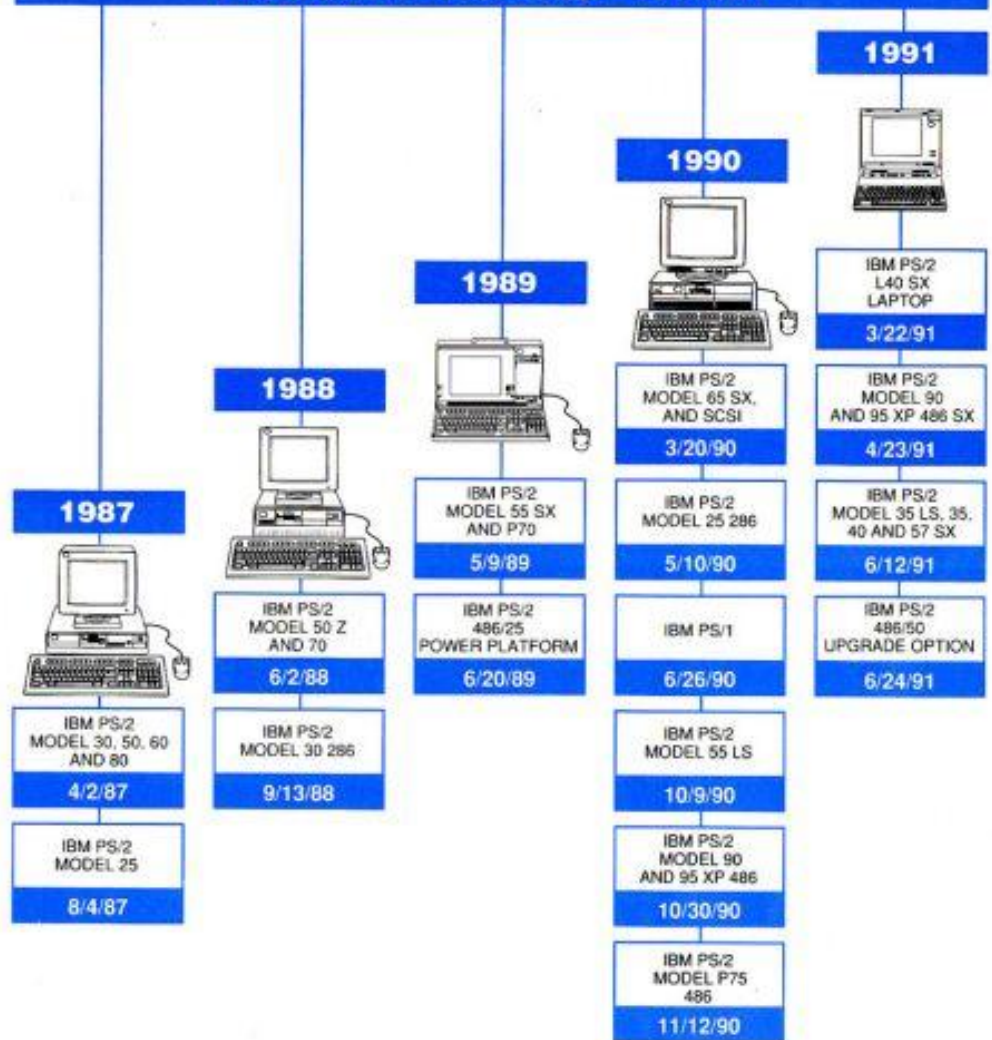 1987
IBM PS/2
MODEL 30, 50, 60
AND 80
4/2/87
IBM PS/2
MODEL 25
8/4/87
1988
IBM PS/2
MODEL 50 Z
AND 70
6/2/88
IBM PS/2
MODEL 30 286
9/13/88
1989
IBM PS/2
MODEL 55 SX
AND P70
5/9/89
IBM PS/2
486/25
POWER PLATFORM
6/20/89
1990
IBM PS/2
MODEL 65 SX,
AND SCSI
3/20/90
IBM PS/2
MODEL 25 286
5/10/90
IBM PS/1
6/26/90
IBM PS/2
MODEL 55 LS
10/9/90
IBM PS/2
MODEL 90
AND 95 XP 486
10/30/90
IBM PS/2
MODEL P75
486
11/12/90
1991
IBM PS/2
L40 SX
LAPTOP
3/22/91
IBM PS/2
MODEL 90
AND 95 XP 486 SX
4/23/91
IBM PS/2
MODEL 35 LS, 35,
40 AND 57 SX
6/12/91
IBM PS/2
486/50
UPGRADE OPTION
6/24/91